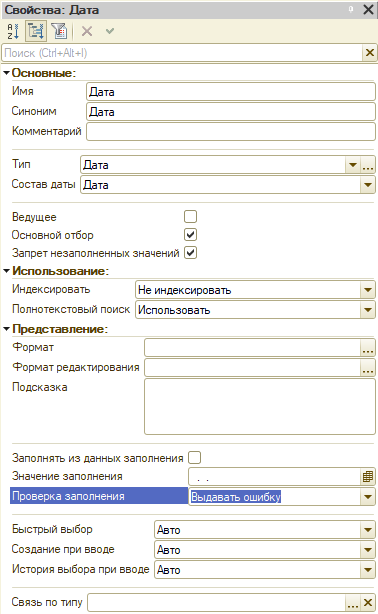 Свойства: Дата
Поиск (Ctrl+Alt+I)
Основные:
Имя Дата
Синоним Дата
Комментарий
Тип Дата
Состав даты Дата
Ведущее
Основной отбор
Запрет незаполненных значений
Использование:
Индексировать Не индексировать
Полнотекстовый поиск Использовать
Представление:
Формат
Формат редактирования
Подсказка
Заполнять из данных заполнения
Значение заполнения . .
Проверка заполнения Выдавать ошибку
Быстрый выбор Авто
Создание при вводе Авто
История выбора при вводе Авто
Связь по типу